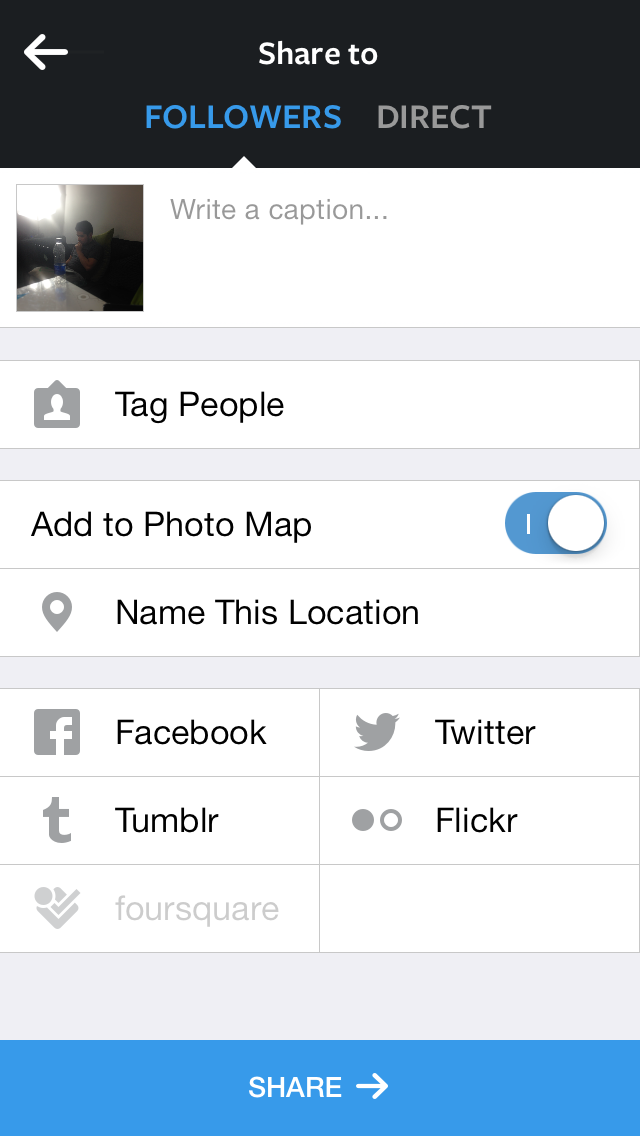 Share to
FOLLOWERS DIRECT
Write a caption...
Tag People
Add to Photo Map
Name This Location
Facebook Twitter
Tumblr Flickr
foursquare
SHARE